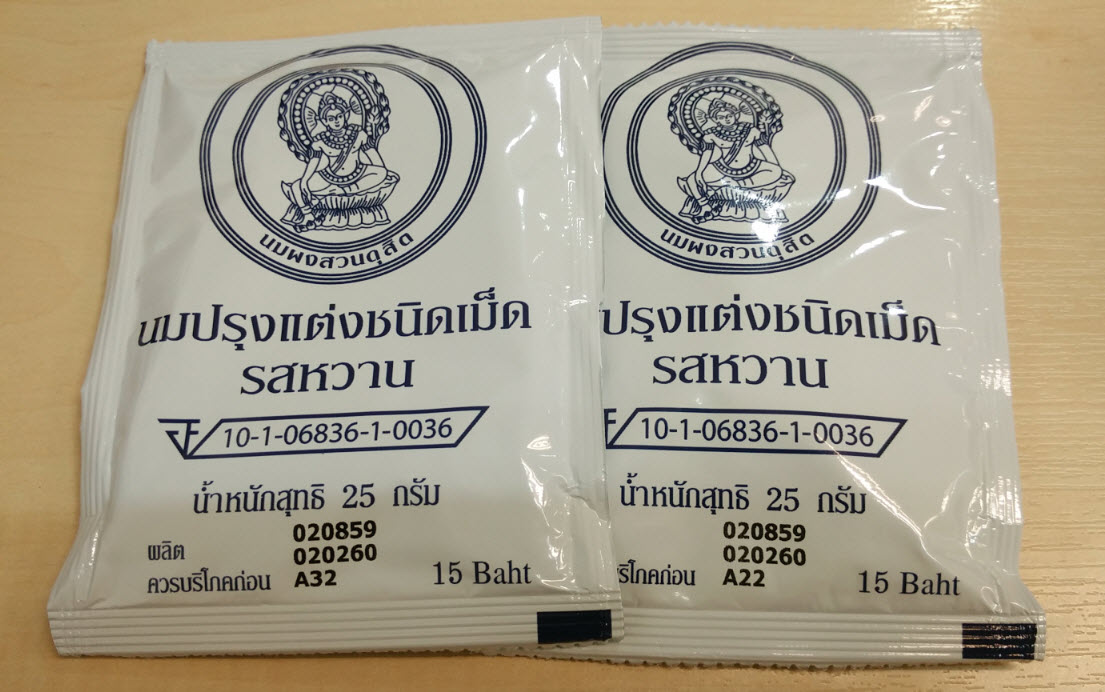 นมผงสวนดุสิต
นมปรุงแต่งชนิดเม็ด
รสหวาน
10-1-06836-1-0036
น้ำหนักสุทธิ 25 กรัม
020859
ผลิต 020260
ควรบริโภคก่อน A32 15 Baht
นมผงสวนดุสิต
ปรุงแต่งชนิดเม็ด
รสหวาน
10-1-06836-1-0036
น้ำหนักสุทธิ 25 กรัม
020859
020260
ริโภคก่อน A22 15 Baht